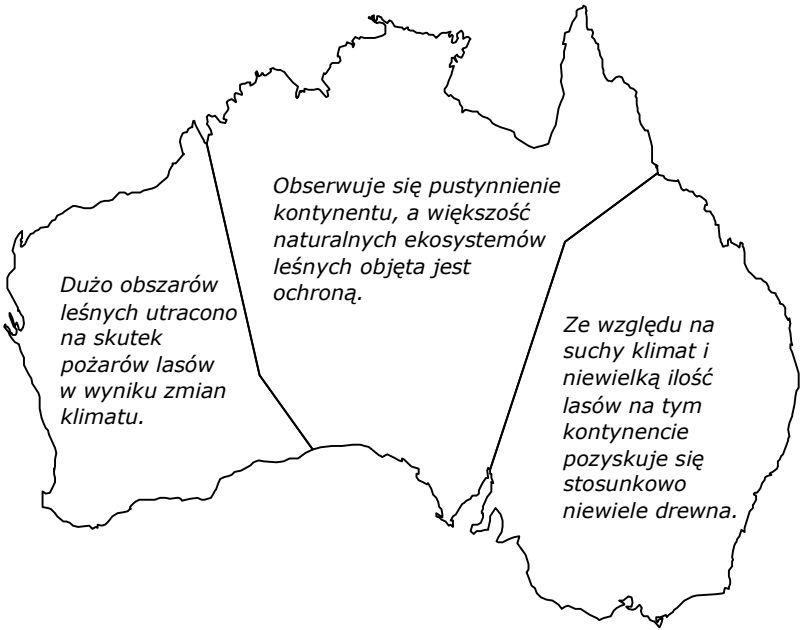 Obserwuje się pustynnienie
kontynentu, a większość
naturalnych ekosystemów
leśnych objęta jest
ochroną.
Dużo obszarów
leśnych utracono
na skutek
pożarów lasów
w wyniku zmian
klimatu.
Ze względu na
suchy klimat i
niewielką ilość
lasów na tym
kontynencie
pozyskuje się
stosunkowo
niewiele drewna.